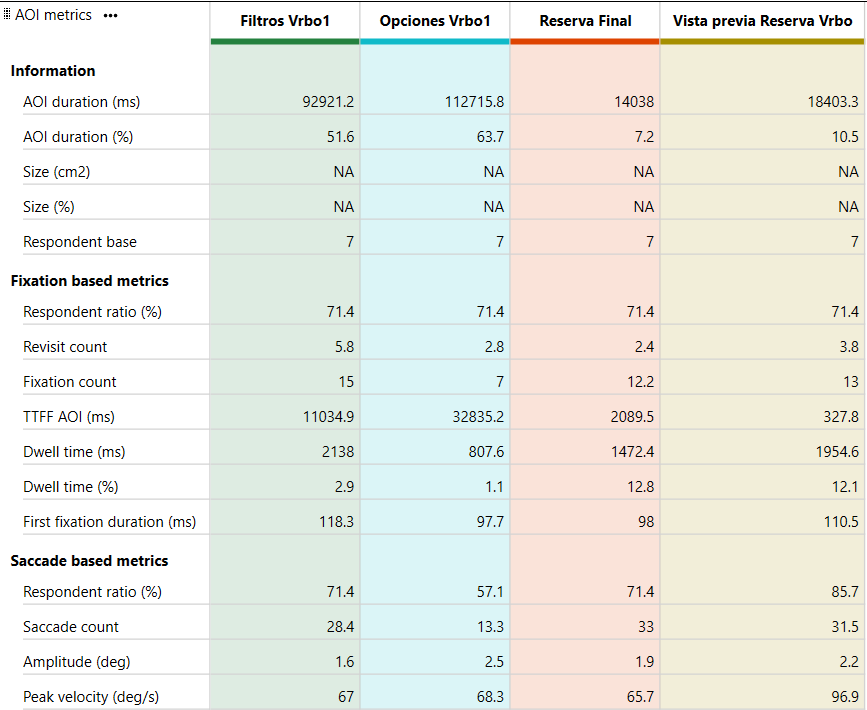 AOI metrics ••• Filtros Vrbo1 Opciones Vrbo1 Reserva Final Vista previa Reserva Vrbo
Information
AOI duration (ms) 92921.2 112715.8 14038 18403.3
AOI duration (%) 51.6 63.7 7.2 10.5
Size (cm2) NA NA NA NA
Size (%) NA NA NA NA
Respondent base 7 7 7 7
Fixation based metrics
Respondent ratio (%) 71.4 71.4 71.4 71.4
Revisit count 5.8 2.8 2.4 3.8
Fixation count 15 7 12.2 13
TTFF AOI (ms) 11034.9 32835.2 2089.5 327.8
Dwell time (ms) 2138 807.6 1472.4 1954.6
Dwell time (%) 2.9 1.1 12.8 12.1
First fixation duration (ms) 118.3 97.7 98 110.5
Saccade based metrics
Respondent ratio (%) 71.4 57.1 71.4 85.7
Saccade count 28.4 13.3 33 31.5
Amplitude (deg) 1.6 2.5 1.9 2.2
Peak velocity (deg/s) 67 68.3 65.7 96.9